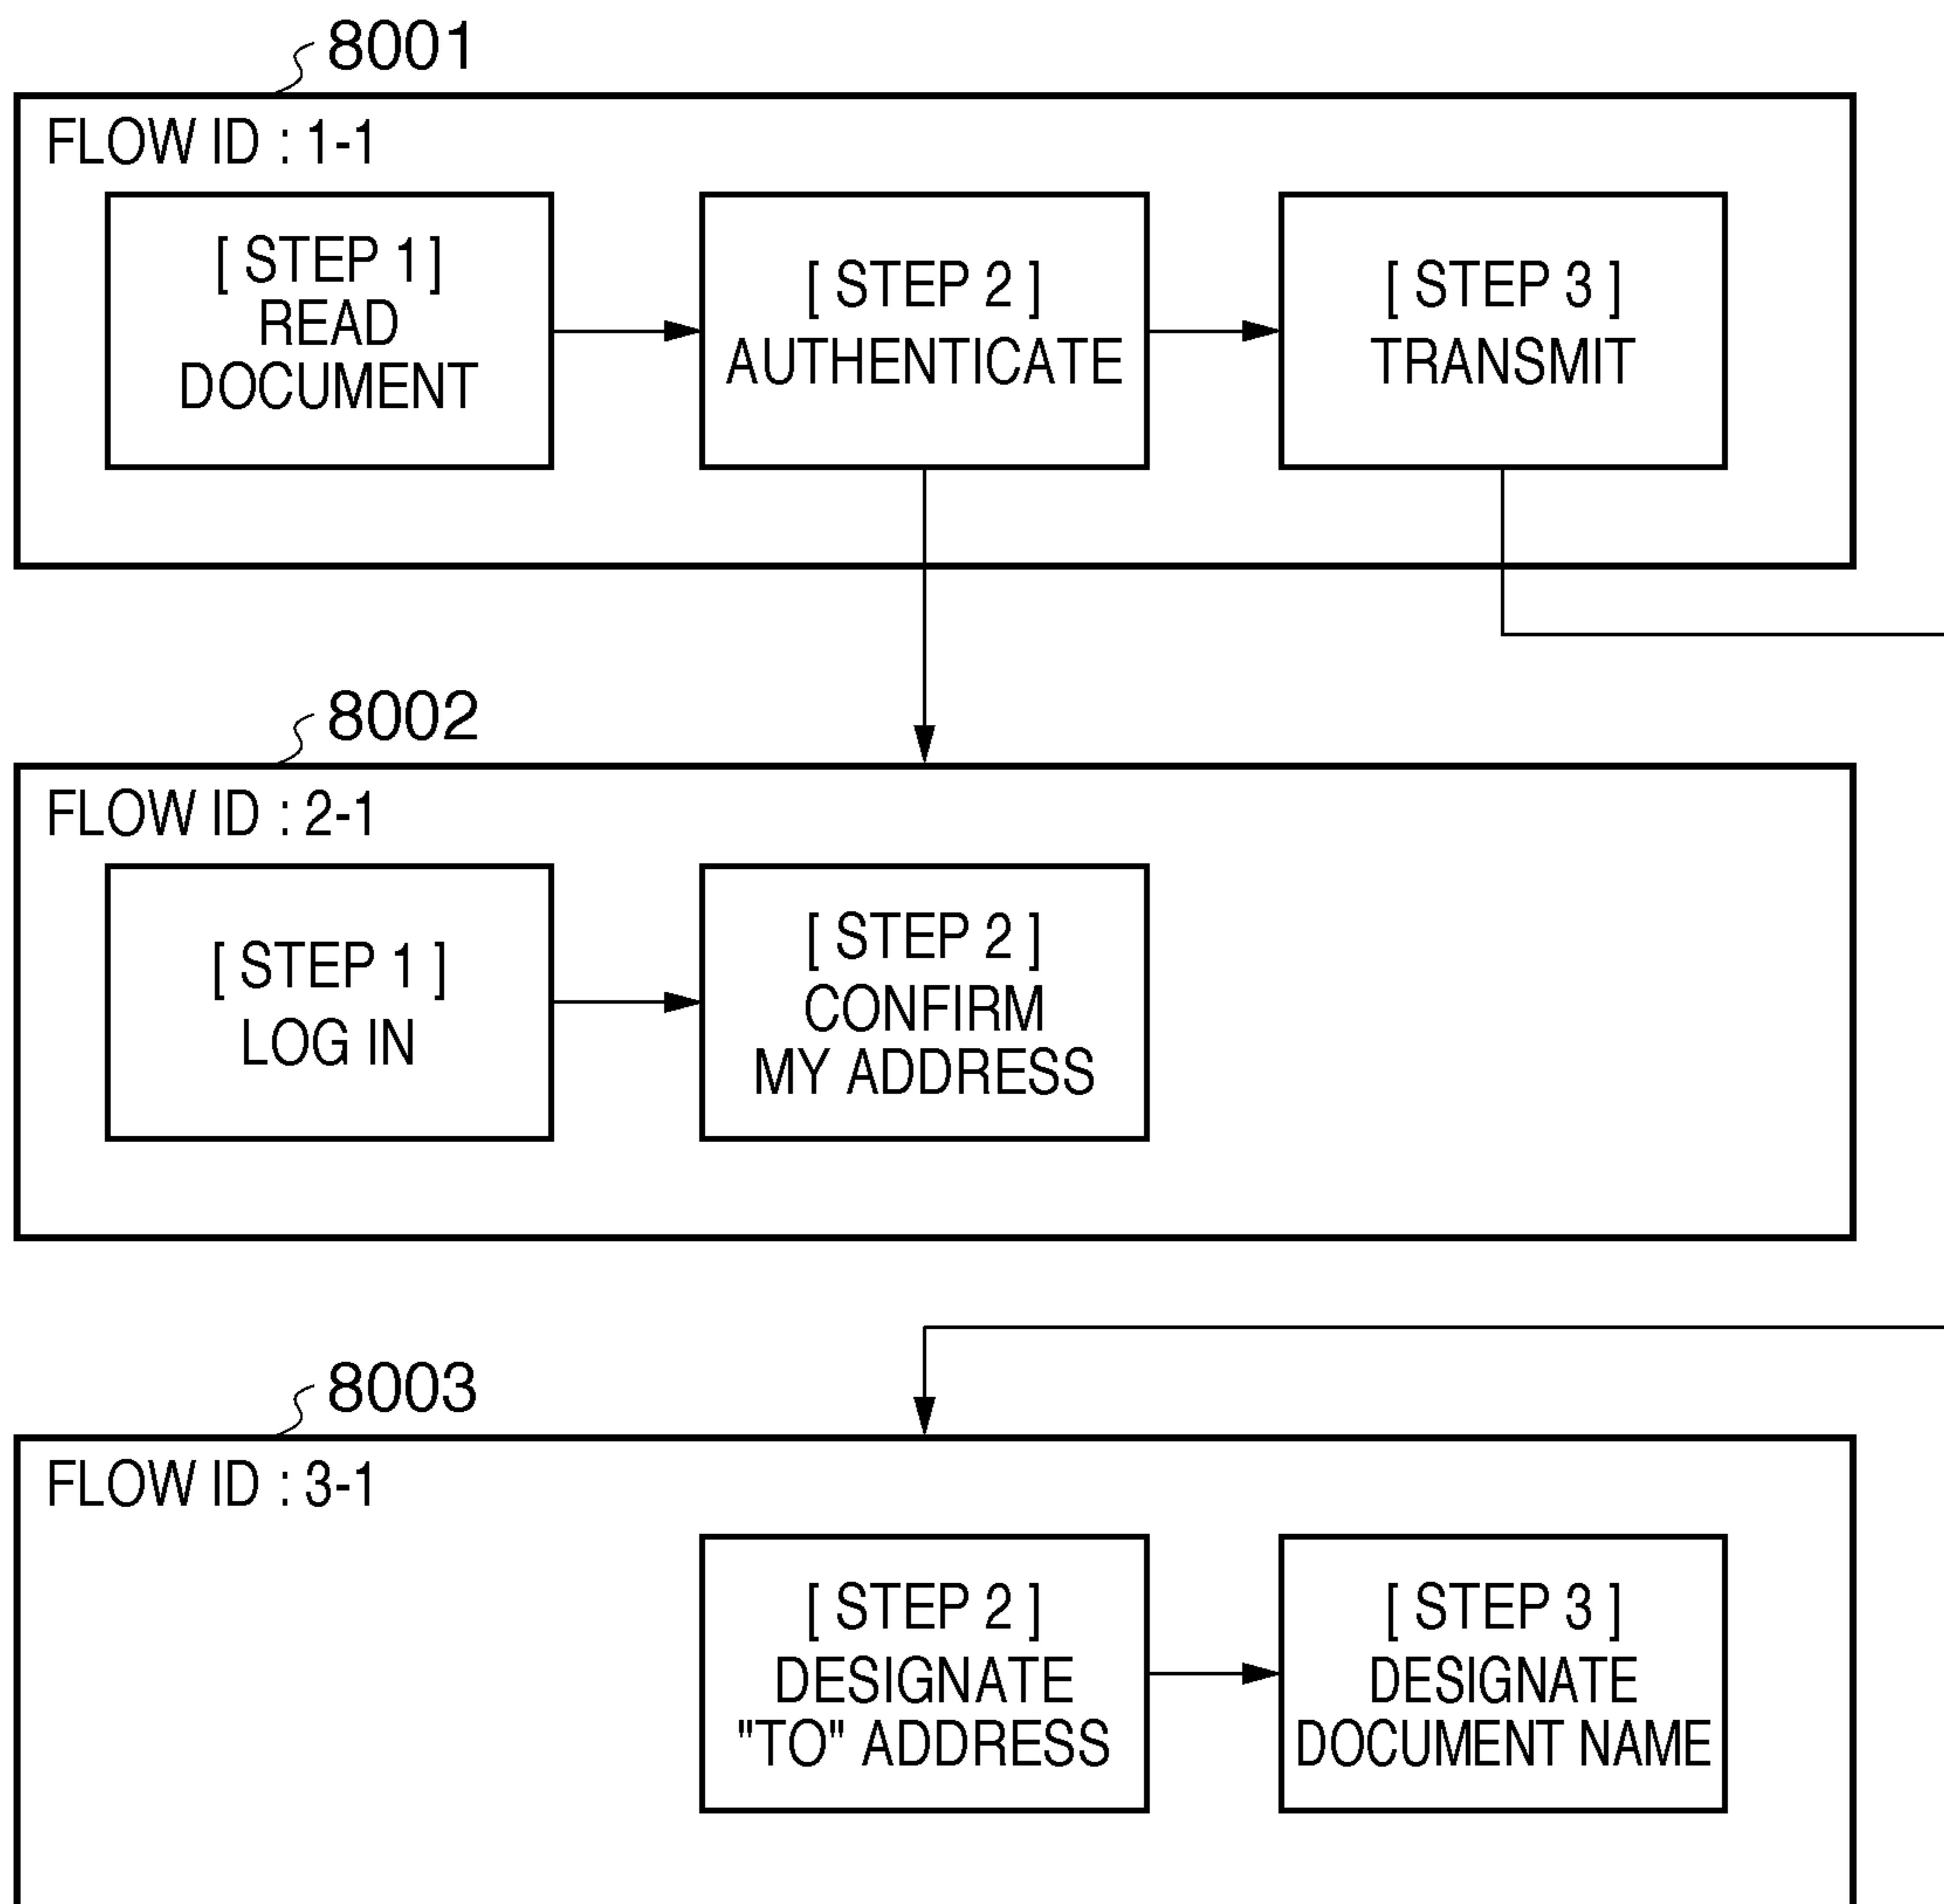 8001
FLOW ID : 1-1
[ STEP 1 ]
READ
DOCUMENT
[ STEP 2 ]
AUTHENTICATE
[ STEP 3 ]
TRANSMIT
8002
FLOW ID : 2-1
[ STEP 1 ]
LOG IN
[ STEP 2 ]
CONFIRM
MY ADDRESS
8003
FLOW ID : 3-1
[ STEP 2 ]
DESIGNATE
"TO" ADDRESS
[ STEP 3 ]
DESIGNATE
DOCUMENT NAME